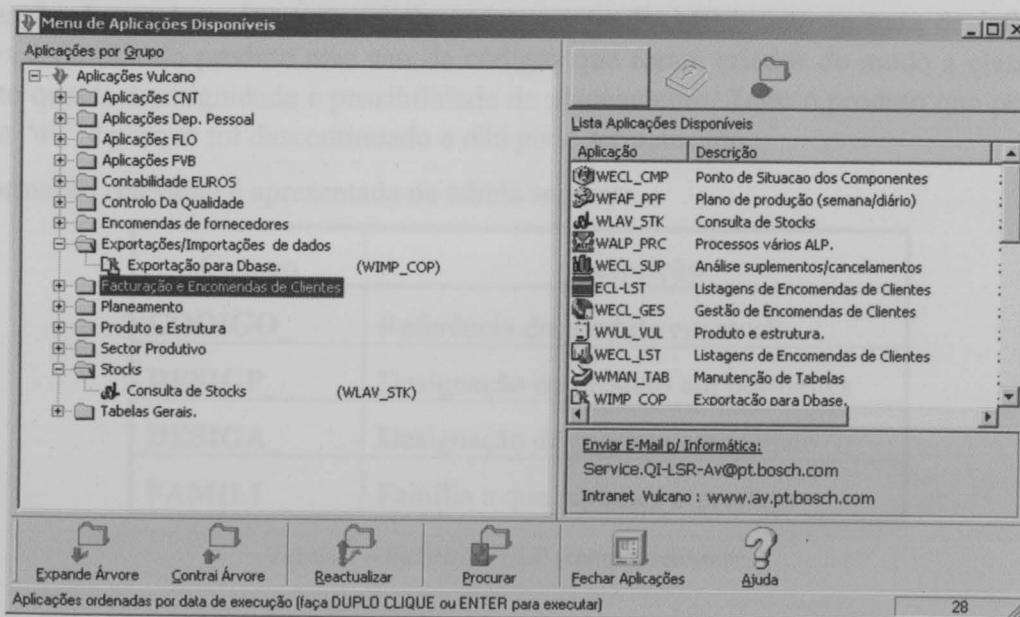 Menu de Aplicações Disponíveis
Aplicações por Grupo
Aplicações Vulcano
Aplicações CNT
Aplicações Dep. Pessoal
Aplicações FLO
Aplicações FVB
Contabilidade EUROS
Controlo Da Qualidade
Encomendas de fornecedores
Exportações/Importações de dados
Exportação para Dbase. (WIMP_COP)
Facturação e Encomendas de Clientes
Planeamento
Produto e Estrutura
Sector Produtivo
Stocks
Consulta de Stocks (WLAV_STK)
Tabelas Gerais.
Lista Aplicações Disponíveis
Aplicação Descrição
WECL_CMP Ponto de Situacao dos Componentes
WFAF_PPF Plano de produção (semana/diário)
WLAV_STK Consulta de Stocks
WALP_PRC Processos vários ALP.
WECL_SUP Análise suplementos/cancelamentos
ECL-LST Listagens de Encomendas de Clientes
WECL_GES Gestão de Encomendas de Clientes
WVUL_VUL Produto e estrutura.
WECL_LST Listagens de Encomendas de Clientes
WMAN_TAB Manutenção de Tabelas
WIMP_COP Exportação para Dbase.
Enviar E-Mail p/ Informática:
Service.QI-LSR-Av@pt.bosch.com
Intranet Vulcano : www.av.pt.bosch.com
Expande Árvore Contrai Árvore Reactualizar Procurar Fechar Aplicações Ajuda
Aplicações ordenadas por data de execução (faça DUPLO CLIQUE ou ENTER para executar) 28